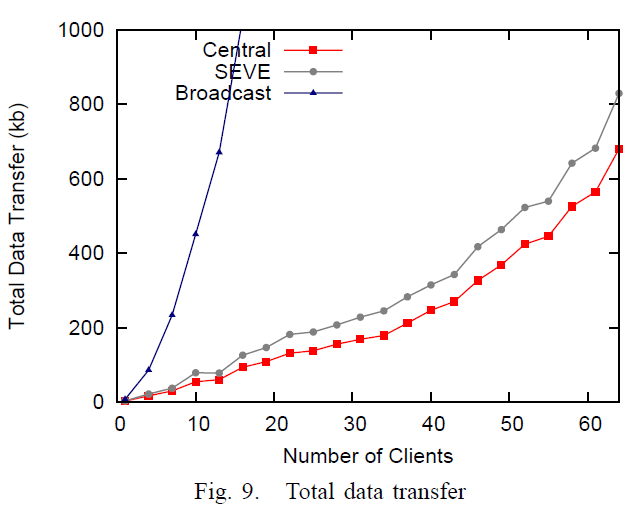 1000
800
600
400
200
0
Total Data Transfer (kb)
Central
SEVE
Broadcast
0 10 20 30 40 50 60
Number of Clients
Fig. 9. Total data transfer